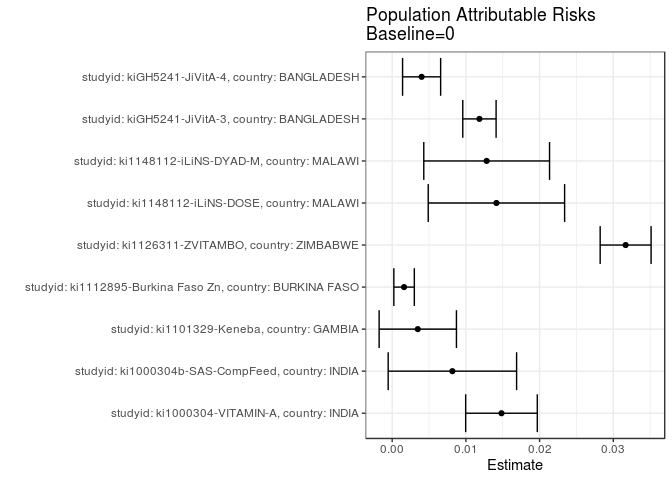 Population Attributable Risks
Baseline=0
studyid: kiGH5241-JiVitA-4, country: BANGLADESH
studyid: kiGH5241-JiVitA-3, country: BANGLADESH
studyid: ki1148112-iLiNS-DYAD-M, country: MALAWI
studyid: ki1148112-iLiNS-DOSE, country: MALAWI
studyid: ki1126311-ZVITAMBO, country: ZIMBABWE
studyid: ki1112895-Burkina Faso Zn, country: BURKINA FASO
studyid: ki1101329-Keneba, country: GAMBIA
studyid: ki1000304b-SAS-CompFeed, country: INDIA
studyid: ki1000304-VITAMIN-A, country: INDIA
0.00 0.01 0.02 0.03
Estimate